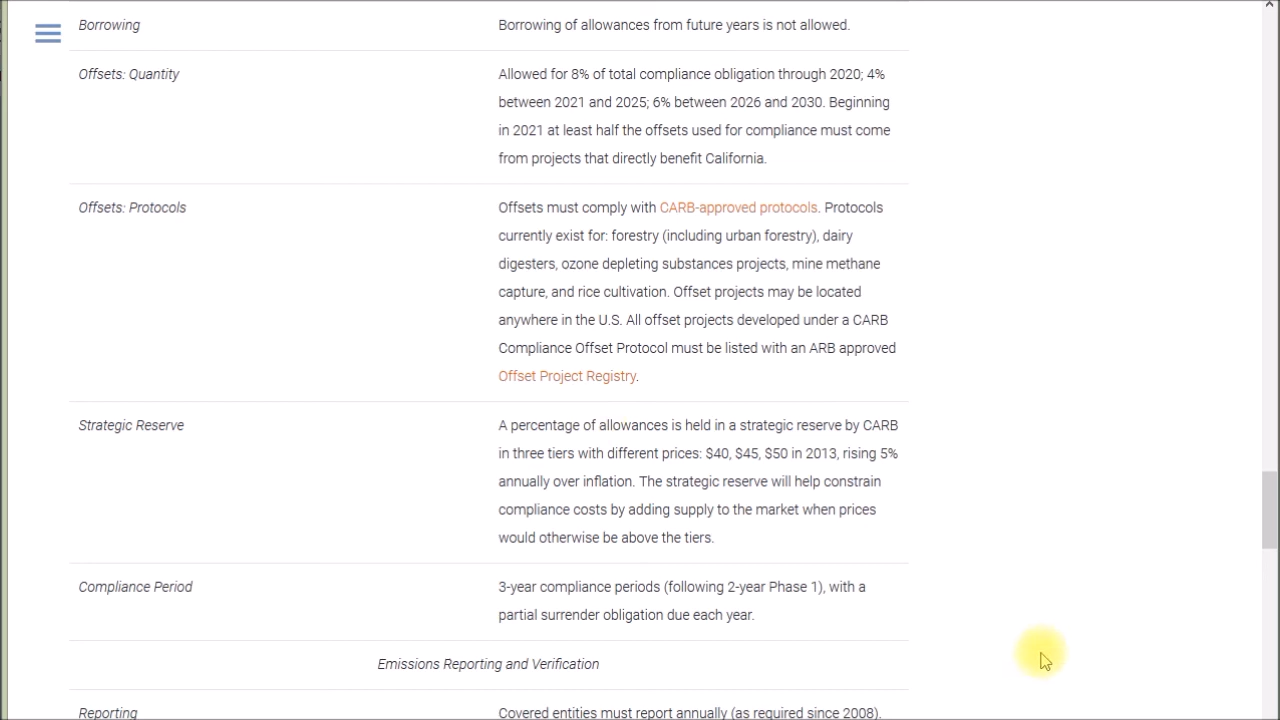 Borrowing
Borrowing of allowances from future years is not allowed.
Offsets: Quantity
Allowed for 8% of total compliance obligation through 2020; 4%
between 2021 and 2025; 6% between 2026 and 2030. Beginning
in 2021 at least half the offsets used for compliance must come
from projects that directly benefit California.
Offsets: Protocols
Offsets must comply with CARB-approved protocols. Protocols
currently exist for: forestry (including urban forestry), dairy
digesters, ozone depleting substances projects, mine methane
capture, and rice cultivation. Offset projects may be located
anywhere in the U.S. All offset projects developed under a CARB
Compliance Offset Protocol must be listed with an ARB approved
Offset Project Registry.
Strategic Reserve
A percentage of allowances is held in a strategic reserve by CARB
in three tiers with different prices: $40, $45, $50 in 2013, rising 5%
annually over inflation. The strategic reserve will help constrain
compliance costs by adding supply to the market when prices
would otherwise be above the tiers.
Compliance Period
3-year compliance periods (following 2-year Phase 1), with a
partial surrender obligation due each year.
Emissions Reporting and Verification
Reporting
Covered entities must report annually (as required since 2008).